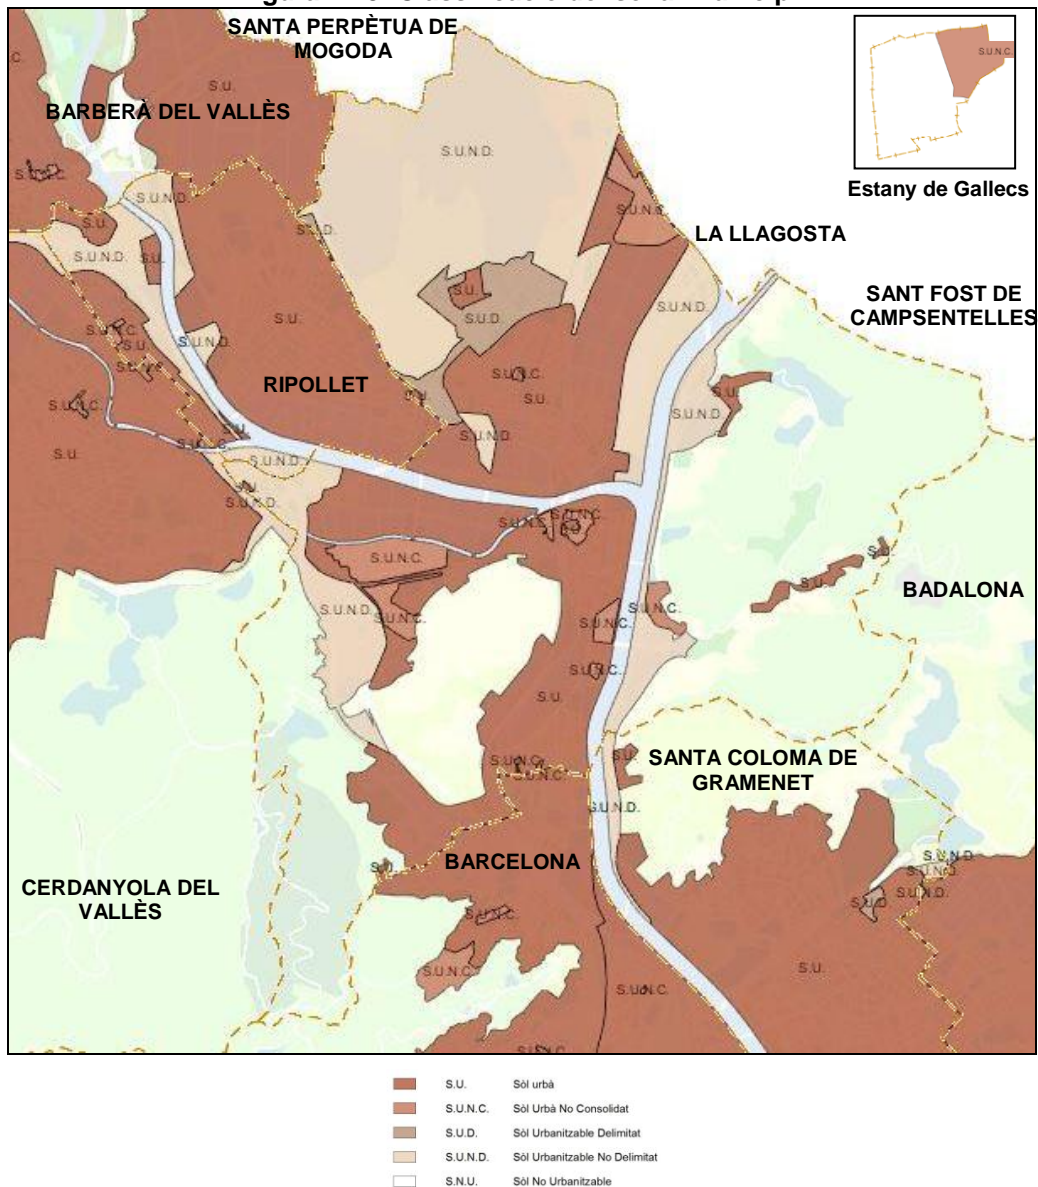 SANTA PERPÈTUA DE
MOGODA
S.U.N.C.
S.U.
BARBERÀ DEL VALLÈS
S.U.N.D.
Estany de Gallecs
S.U.N.C.
S.U.N.D.
S.U.N.C.
S.U.
LA LLAGOSTA
S.U.N.D.
S.U.
SANT FOST DE
CAMPSENTELLES
S.U.
S.U.N.D.
S.U.
S.U.D.
S.U.N.C.
S.U.
S.U.N.D.
S.U.N.C.
RIPOLLET
S.U.
S.U.
S.U.N.C.
S.U.N.D.
S.U.
S.U.N.D.
S.U.
S.U.N.D.
S.U.
S.U.N.D.
S.U.N.C.
S.U.N.C.
S.U.N.C.
S.U.
S.U.
BADALONA
S.U.N.D.
S.U.N.C.
S.U.N.C.
S.U.N.C.
S.U.N.C.
S.U.
S.U.N.C.
S.U.N.C.
S.U.
SANTA COLOMA DE
GRAMENET
S.U.N.D.
BARCELONA
S.U.
S.U.N.D.
S.U.N.D.
S.U.N.D.
CERDANYOLA DEL
VALLÈS
S.U.D.
S.U.N.C.
S.U.N.C.
S.U.
S.U.N.C.
S.U.N.C.
S.U. Sòl urbà
S.U.N.C. Sòl Urbà No Consolidat
S.U.D. Sòl Urbanitzable Delimitat
S.U.N.D. Sòl Urbanitzable No Delimitat
S.N.U. Sòl No Urbanitzable